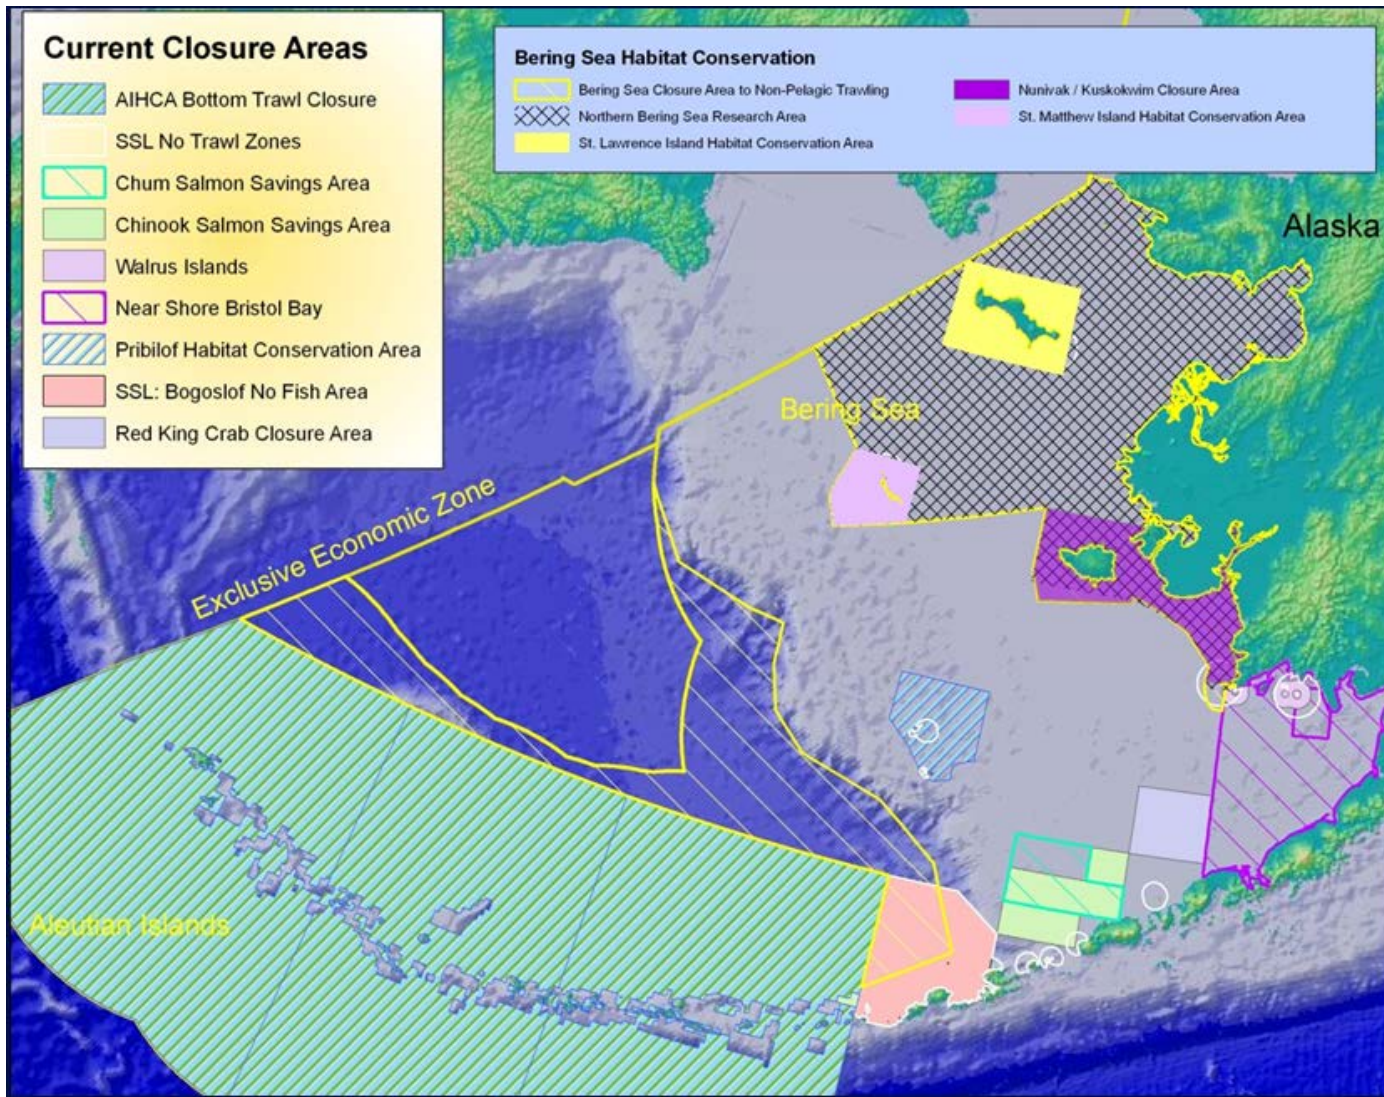 Current Closure Areas
AIHCA Bottom Trawl Closure
SSL No Trawl Zones
Chum Salmon Savings Area
Chinook Salmon Savings Area
Walrus Islands
Near Shore Bristol Bay
Pribilof Habitat Conservation Area
SSL: Bogoslof No Fish Area
Red King Crab Closure Area
Bering Sea Habitat Conservation
Bering Sea Closure Area to Non-Pelagic Trawling
Northern Bering Sea Research Area
St. Lawrence Island Habitat Conservation Area
Nunivak / Kuskokwim Closure Area
St. Matthew Island Habitat Conservation Area
Alaska
Bering Sea
Exclusive Economic Zone
Aleutian Islands